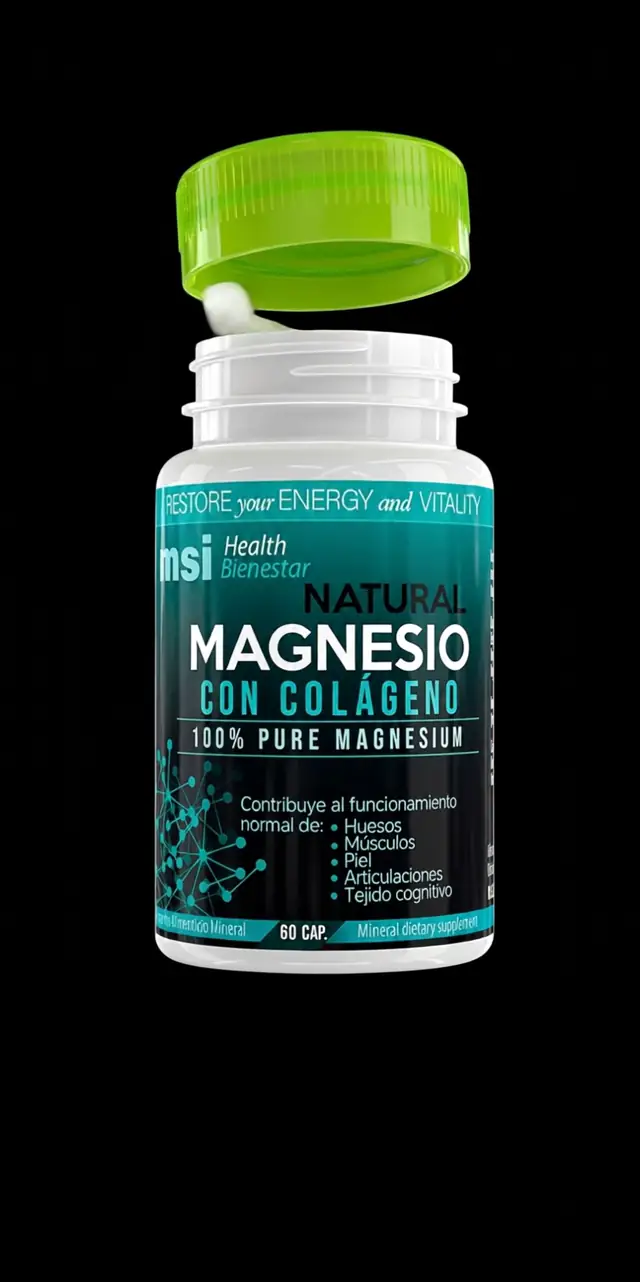 RESTORE your ENERGY and VITALITY
msi Health
Bienestar
NATURAL
MAGNESIO
CON COLÁGENO
100% PURE MAGNESIUM
Contribuye al funcionamiento
normal de: • Huesos
• Músculos
• Piel
• Articulaciones
• Tejido cognitivo
Alimenticio Mineral 60 CAP. Mineral dietary supplement